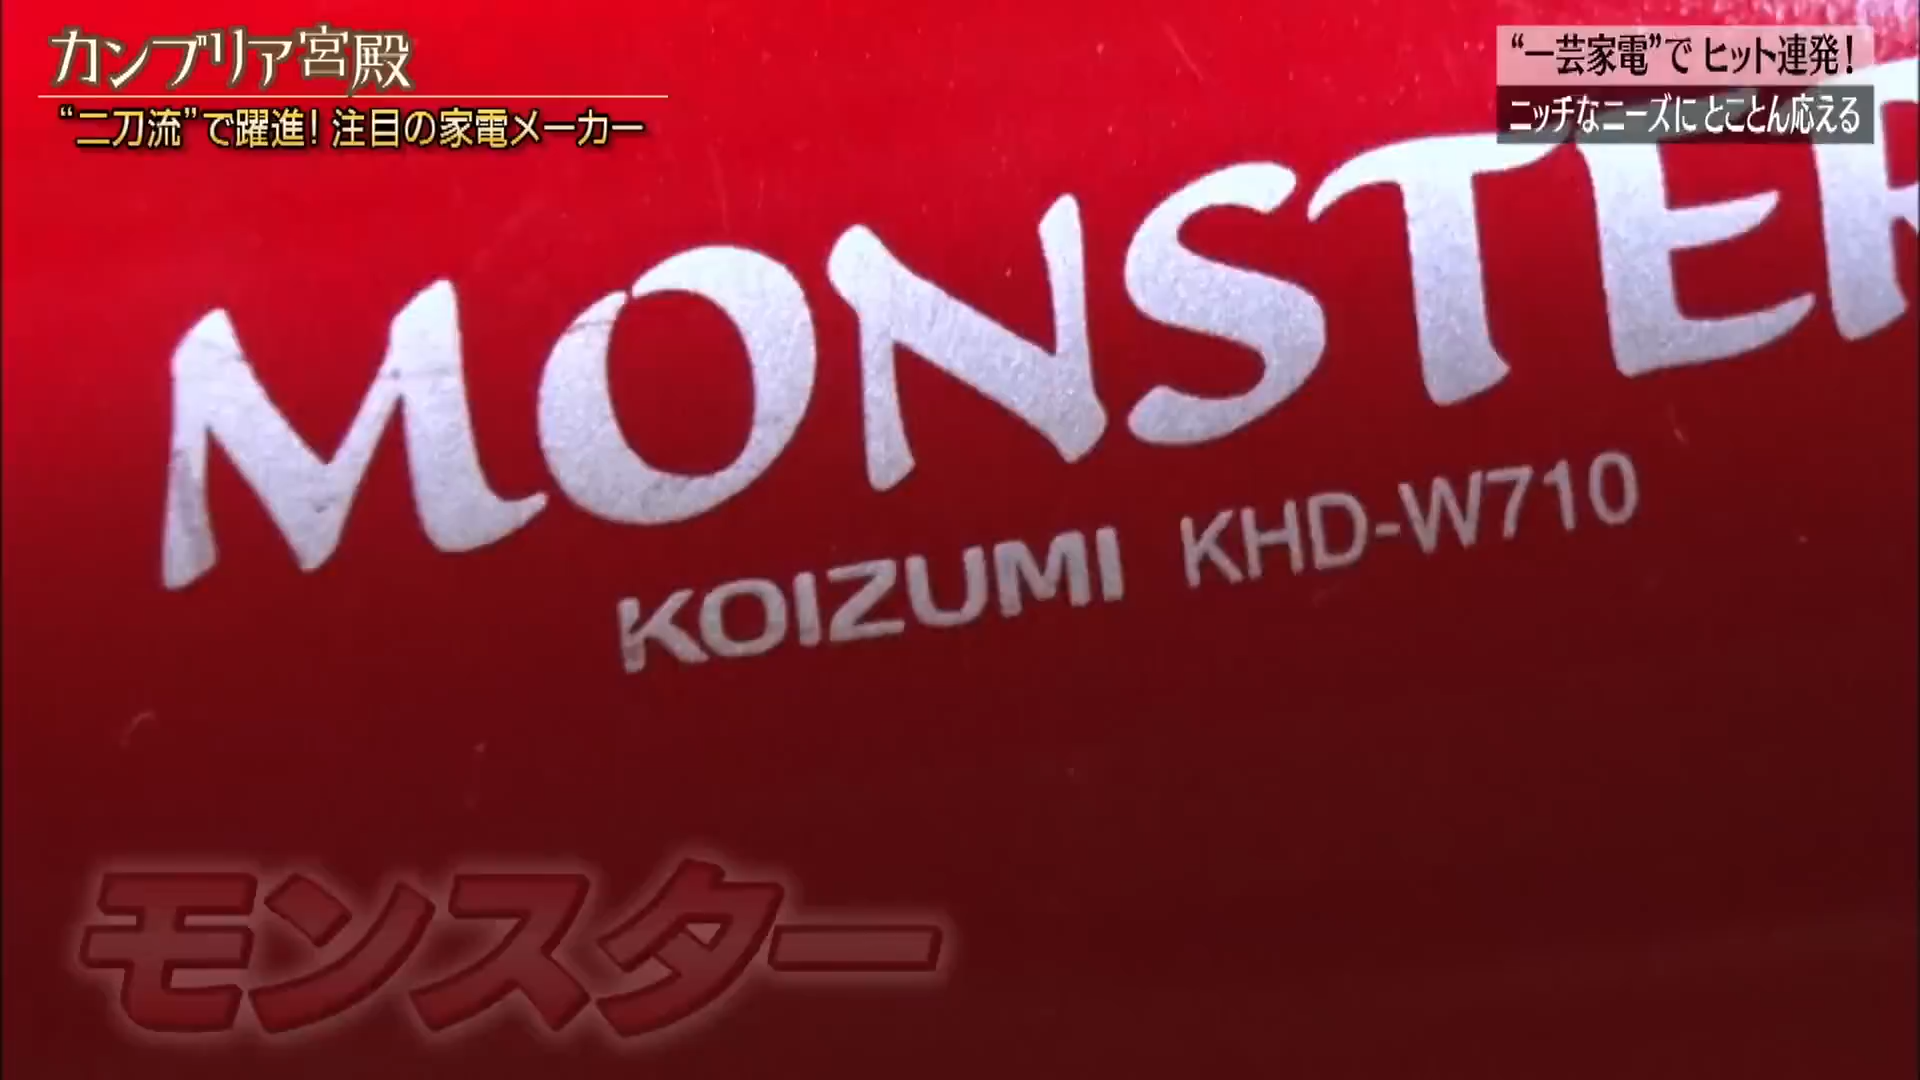 カンブリア宮殿
“二刀流”で躍進！注目の家電メーカー
“一芸家電”で ヒット連発！
ニッチなニーズに とことん応える
MONSTER
KOIZUMI KHD-W710
モンスター